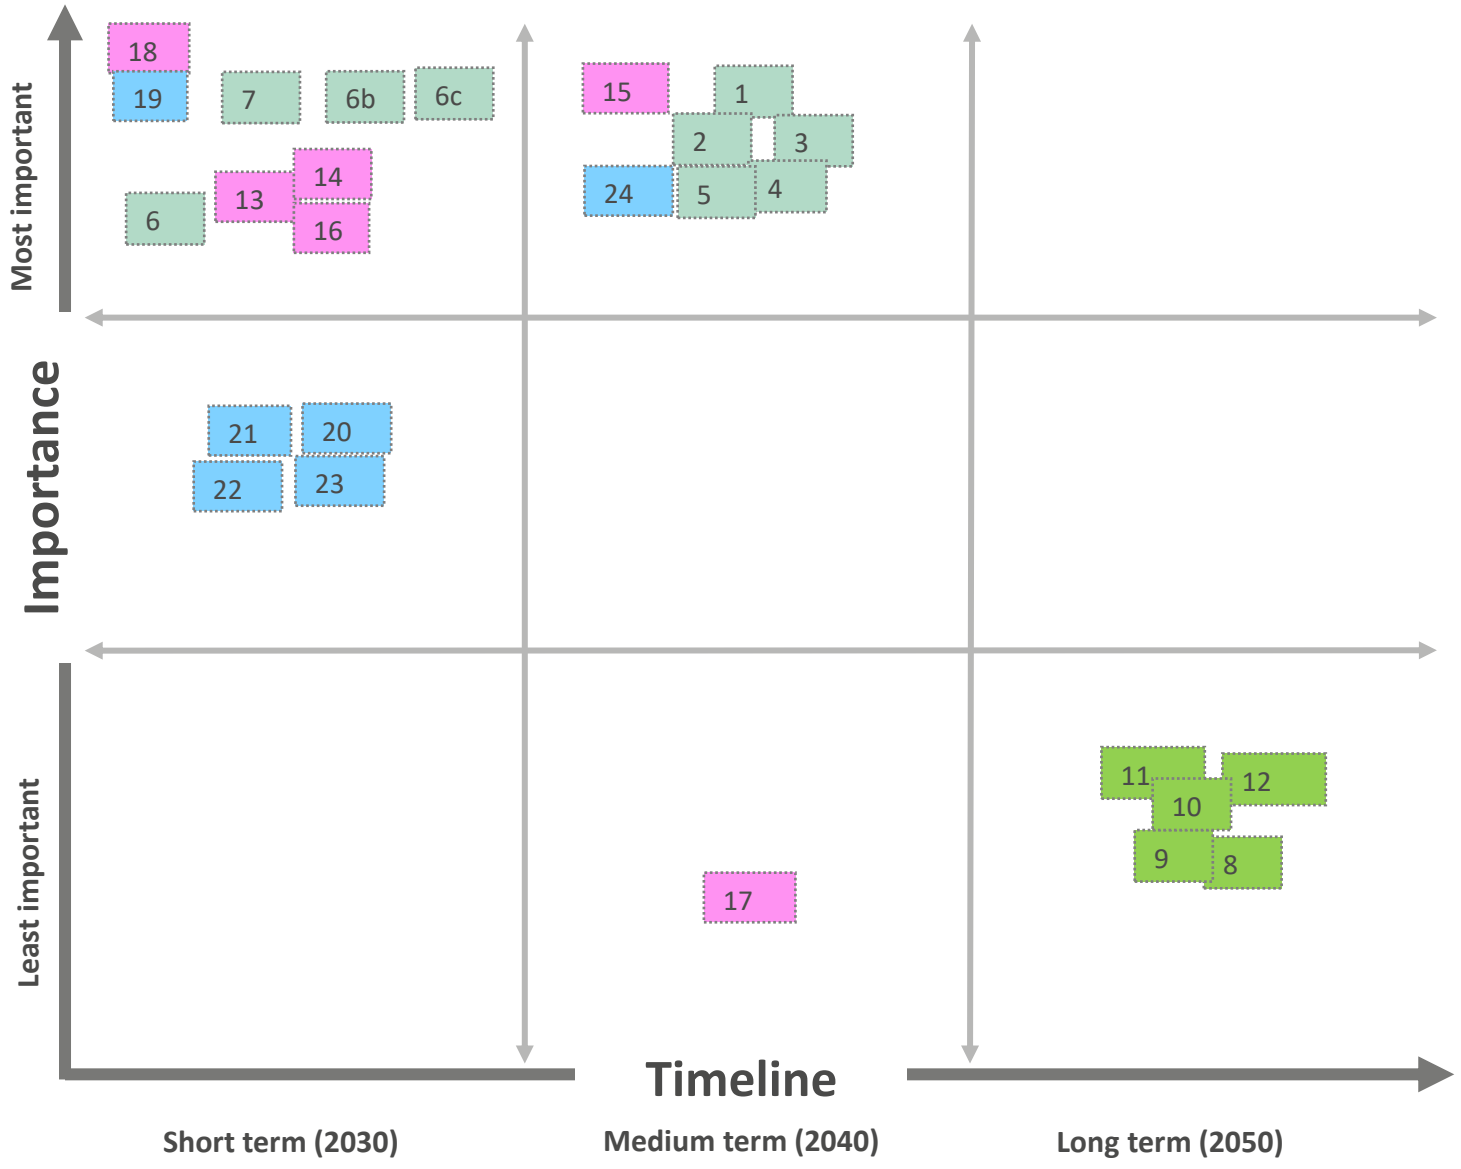 18
19
7
6b
6c
15
1
2
3
14
13
6
16
24
5
4
Most important
21
20
22
23
Importance
11
12
10
9
8
17
Least important
Timeline
Short term (2030)
Medium term (2040)
Long term (2050)